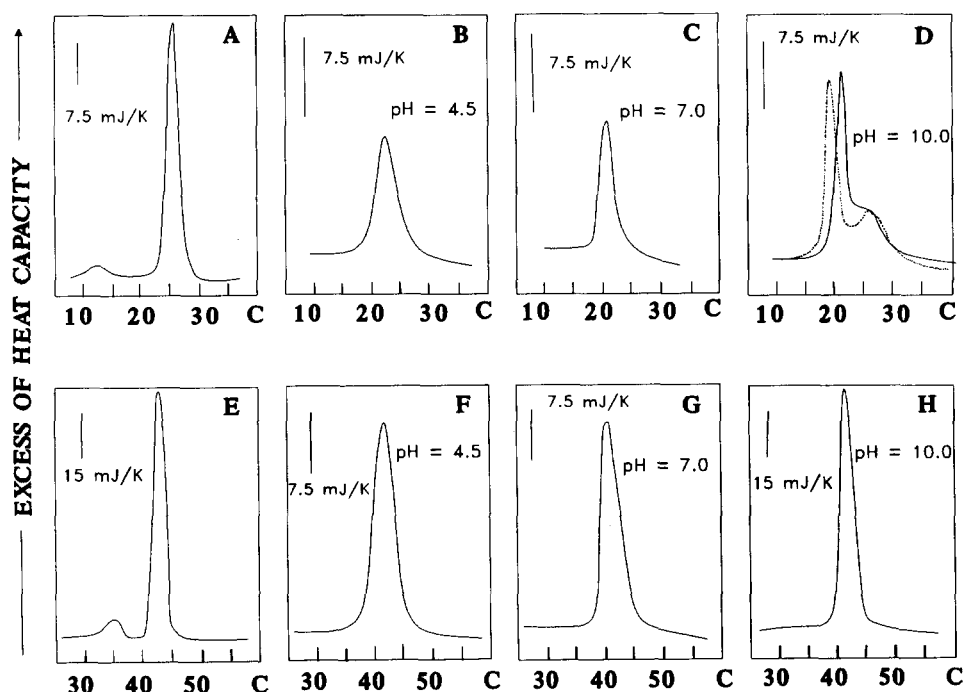 EXCESS OF HEAT CAPACITY
A
7.5 mJ/K
10 20 30 C
B
7.5 mJ/K
pH = 4.5
10 20 30 C
C
7.5 mJ/K
pH = 7.0
10 20 30 C
D
7.5 mJ/K
pH = 10.0
10 20 30 C
E
15 mJ/K
30 40 50 C
F
pH = 4.5
7.5 mJ/K
30 40 50 C
G
7.5 mJ/K
pH = 7.0
30 40 50 C
H
pH = 10.0
15 mJ/K
30 40 50 C